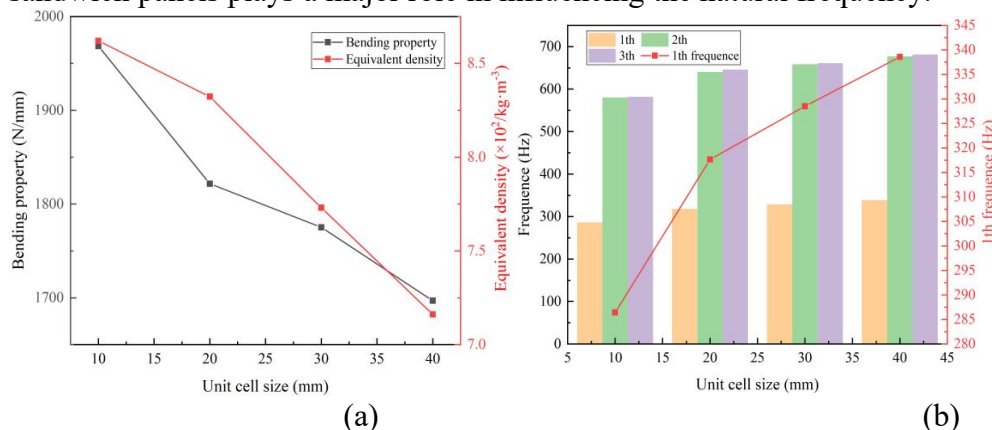 sandwich panels plays a major role in influencing the natural frequency.
2000
1900
1800
1700
Bending property (N/mm)
Bending property
Equivalent density
8.5
8.0
7.5
7.0
Equivalent density (×10²/kg·m⁻³)
10 15 20 25 30 35 40
Unit cell size (mm)
(a)
700
600
500
400
300
200
100
0
Frequence (Hz)
1th 2th
3th 1th frequence
345
340
335
330
325
320
315
310
305
300
295
290
285
280
1th frequence (Hz)
5 10 15 20 25 30 35 40 45
Unit cell size (mm)
(b)